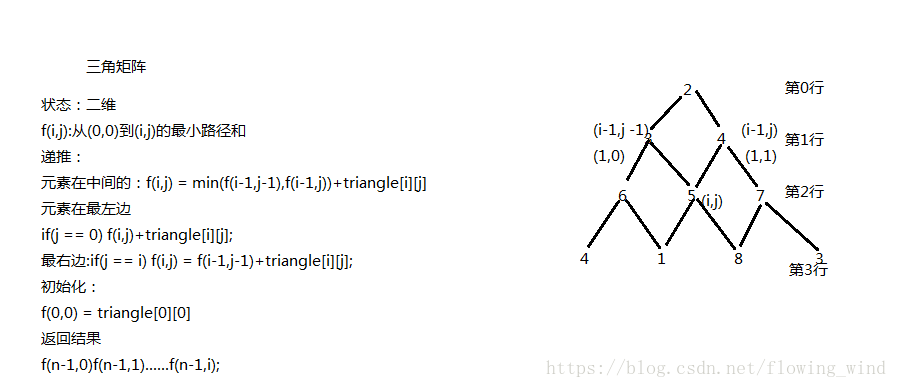 三角矩阵
状态：二维
f(i,j):从(0,0)到(i,j)的最小路径和
递推：
元素在中间的：f(i,j) = min(f(i-1,j-1),f(i-1,j))+triangle[i][j]
元素在最左边
if(j == 0) f(i,j)+triangle[i][j];
最右边:if(j == i) f(i,j) = f(i-1,j-1)+triangle[i][j];
初始化：
f(0,0) = triangle[0][0]
返回结果
f(n-1,0)f(n-1,1)......f(n-1,i);
2 第0行
(i-1,j -1) 3 4 (i-1,j) 第1行
(1,0) (1,1)
6 5 (i,j) 7 第2行
4 1 8 3
第3行
https://blog.csdn.net/flowing_wind